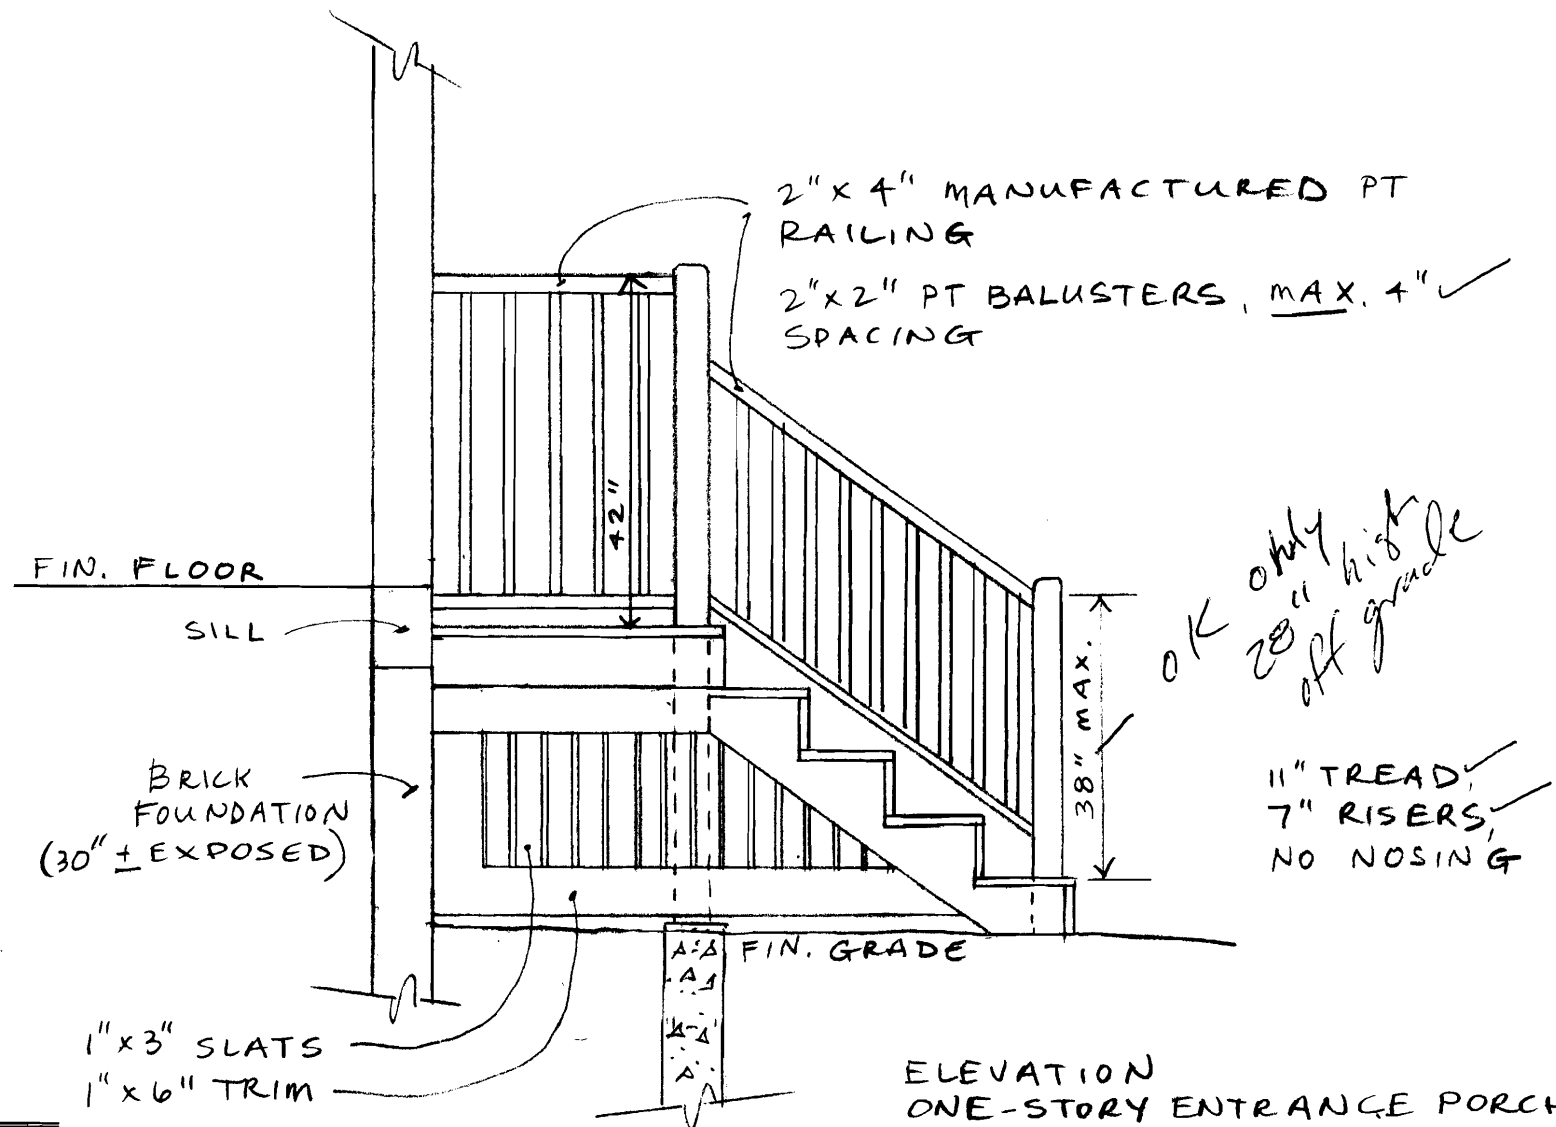 2" x 4" MANUFACTURED PT
RAILING
2" x 2" PT BALUSTERS, MAX. 4"
SPACING
42"
FIN. FLOOR
SILL
OK only
28" high
off grade
38" MAX.
BRICK
FOUNDATION
(30" ± EXPOSED)
11" TREAD,
7" RISERS,
NO NOSING
FIN. GRADE
1" x 3" SLATS
1" x 6" TRIM
ELEVATION
ONE-STORY ENTRANCE PORCH